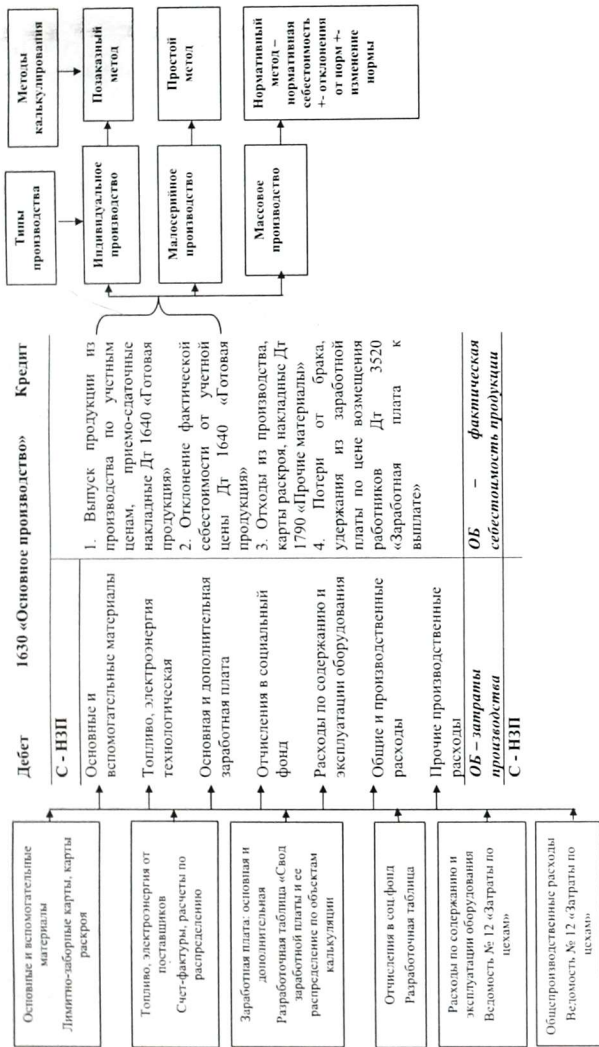 Основные и вспомогательные
материалы
Лимитно-заборные карты, карты
раскроя
Топливо, электроэнергия от
поставщиков
Счет-фактуры, расчеты по
распределению
Заработная плата: основная и
дополнительная
Разработочная таблица «Свод
заработной платы и ее
распределение по объектам
калькуляции
Отчисления в соц.фонд
Разработочная таблица
Расходы по содержанию и
эксплуатации оборудования
Ведомость № 12 «Затраты по
цехам»
Общепроизводственные расходы
Ведомость № 12 «Затраты по
цехам»
Дебет 1630 «Основное производство» Кредит
С - НЗП
Основные и
вспомогательные материалы
Топливо, электроэнергия
технологическая
Основная и дополнительная
заработная плата
Отчисления в социальный
фонд
Расходы по содержанию и
эксплуатации оборудования
Общие и производственные
расходы
Прочие производственные
расходы
ОБ – затраты
производства
С - НЗП
1. Выпуск продукции из
производства по учетным
ценам, приемо-сдаточные
накладные Дт 1640 «Готовая
продукция»
2. Отклонение фактической
себестоимости от учетной
цены Дт 1640 «Готовая
продукция»
3. Отходы из производства,
карты раскроя, накладные Дт
1790 «Прочие материалы»
4. Потери от брака,
удержания из заработной
платы по цене возмещения
работников Дт 3520
«Заработная плата к
выплате»
ОБ – фактическая
себестоимость продукции
Типы
производства
Индивидуальное
производство
Малосерийное
производство
Массовое
производство
Методы
калькулирования
Позаказный
метод
Простой
метод
Нормативный
метод –
нормативная
себестоимость
+- отклонения
от норм +-
изменение
нормы